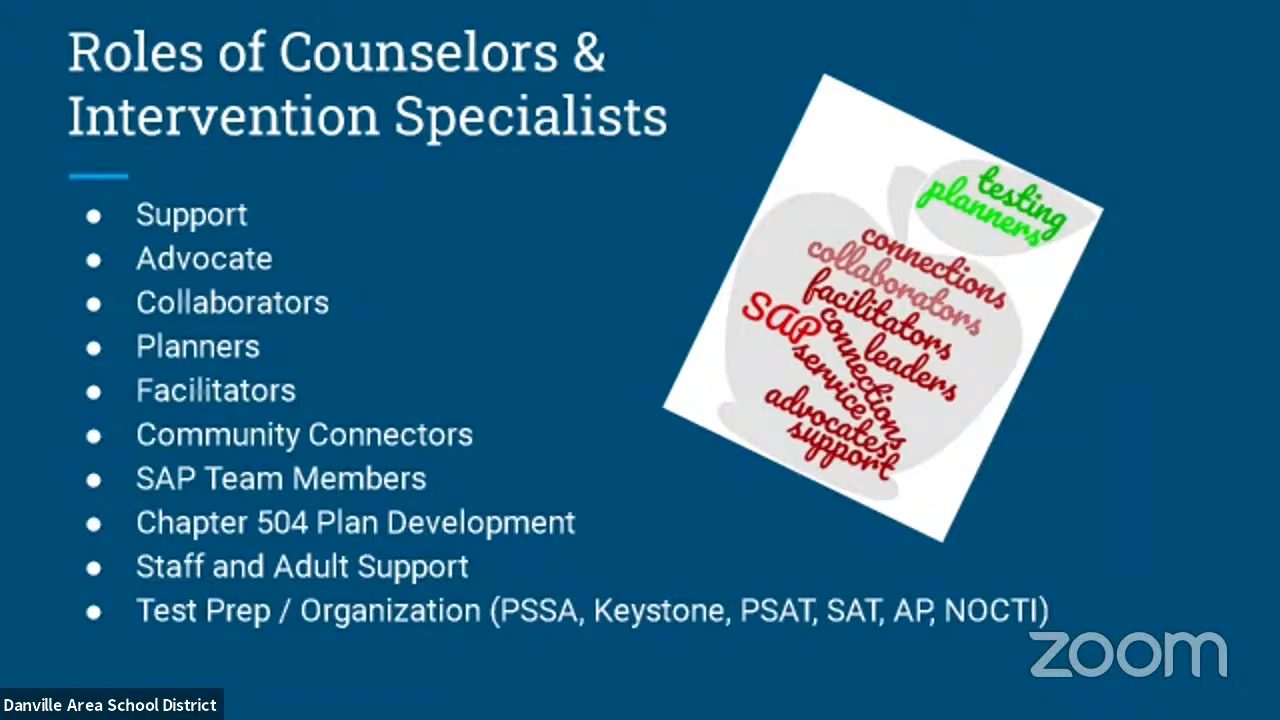 Roles of Counselors &
Intervention Specialists
● Support
● Advocate
● Collaborators
● Planners
● Facilitators
● Community Connectors
● SAP Team Members
● Chapter 504 Plan Development
● Staff and Adult Support
● Test Prep / Organization (PSSA, Keystone, PSAT, SAT, AP, NOCTI)
testing
planners
connections
collaborators
facilitators
SAP
leaders
connections
service
advocates
support
zoom
Danville Area School District